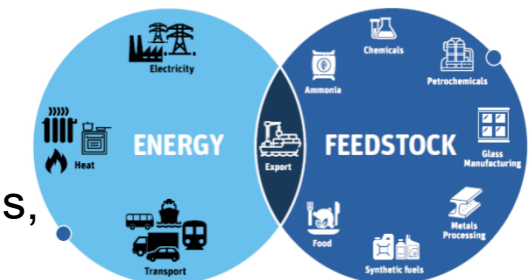 Electricity
Chemicals
Petrochemicals
Ammonia
ENERGY
FEEDSTOCK
Glass
Manufacturing
Heat
Export
s,
Metals
Processing
Food
Transport
Synthetic fuels